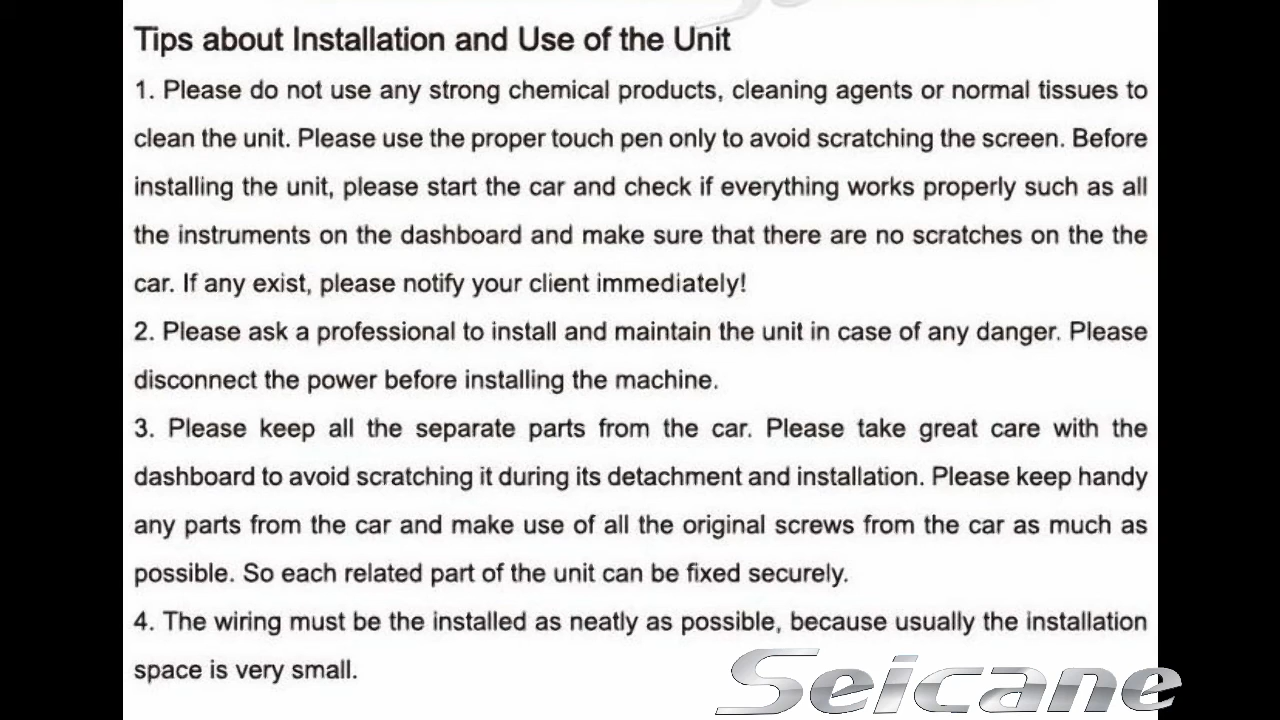 Tips about Installation and Use of the Unit
1. Please do not use any strong chemical products, cleaning agents or normal tissues to
clean the unit. Please use the proper touch pen only to avoid scratching the screen. Before
installing the unit, please start the car and check if everything works properly such as all
the instruments on the dashboard and make sure that there are no scratches on the the
car. If any exist, please notify your client immediately!
2. Please ask a professional to install and maintain the unit in case of any danger. Please
disconnect the power before installing the machine.
3. Please keep all the separate parts from the car. Please take great care with the
dashboard to avoid scratching it during its detachment and installation. Please keep handy
any parts from the car and make use of all the original screws from the car as much as
possible. So each related part of the unit can be fixed securely.
4. The wiring must be the installed as neatly as possible, because usually the installation
space is very small.
Seicane